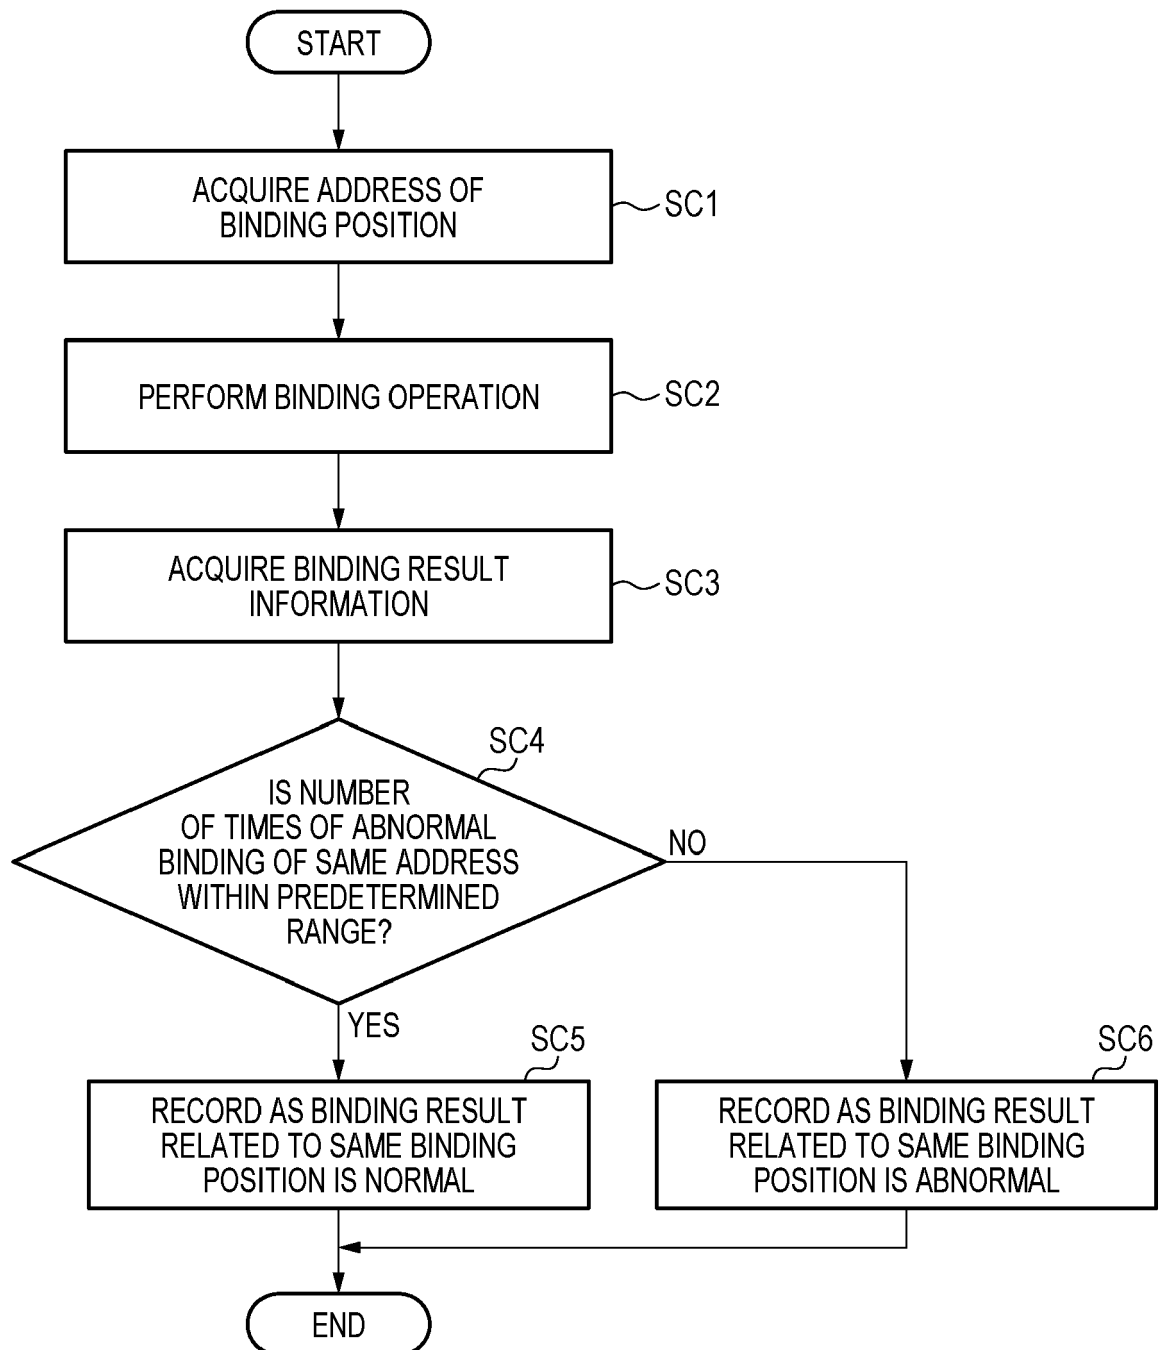 START
ACQUIRE ADDRESS OF
BINDING POSITION
SC1
PERFORM BINDING OPERATION
SC2
ACQUIRE BINDING RESULT
INFORMATION
SC3
SC4
IS NUMBER
OF TIMES OF ABNORMAL
BINDING OF SAME ADDRESS
WITHIN PREDETERMINED
RANGE?
NO
YES
SC5
RECORD AS BINDING RESULT
RELATED TO SAME BINDING
POSITION IS NORMAL
SC6
RECORD AS BINDING RESULT
RELATED TO SAME BINDING
POSITION IS ABNORMAL
END